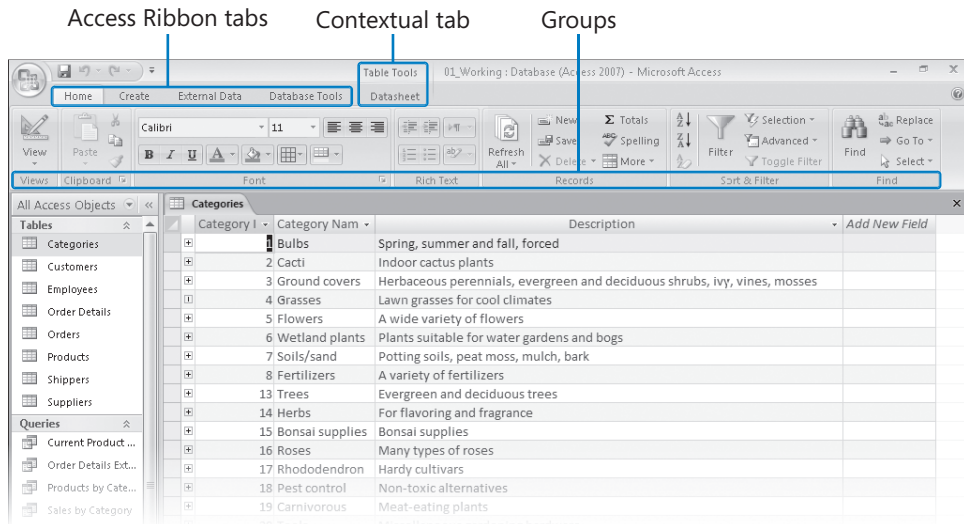 Access Ribbon tabs Contextual tab Groups
Table Tools 01_Working : Database (Access 2007) - Microsoft Access
Home Create External Data Database Tools Datasheet
View Paste Calibri 11 Refresh All New Save Delete Totals Spelling More Filter Selection Advanced Toggle Filter Find Replace Go To Select
B I U A
Views Clipboard Font Rich Text Records Sort & Filter Find
All Access Objects
Tables
Categories
Customers
Employees
Order Details
Orders
Products
Shippers
Suppliers
Queries
Current Product ...
Order Details Ext...
Products by Cate...
Sales by Category
Categories
Category I Category Nam Description Add New Field
1 Bulbs Spring, summer and fall, forced
2 Cacti Indoor cactus plants
3 Ground covers Herbaceous perennials, evergreen and deciduous shrubs, ivy, vines, mosses
4 Grasses Lawn grasses for cool climates
5 Flowers A wide variety of flowers
6 Wetland plants Plants suitable for water gardens and bogs
7 Soils/sand Potting soils, peat moss, mulch, bark
8 Fertilizers A variety of fertilizers
13 Trees Evergreen and deciduous trees
14 Herbs For flavoring and fragrance
15 Bonsai supplies Bonsai supplies
16 Roses Many types of roses
17 Rhododendron Hardy cultivars
18 Pest control Non-toxic alternatives
19 Carnivorous Meat-eating plants